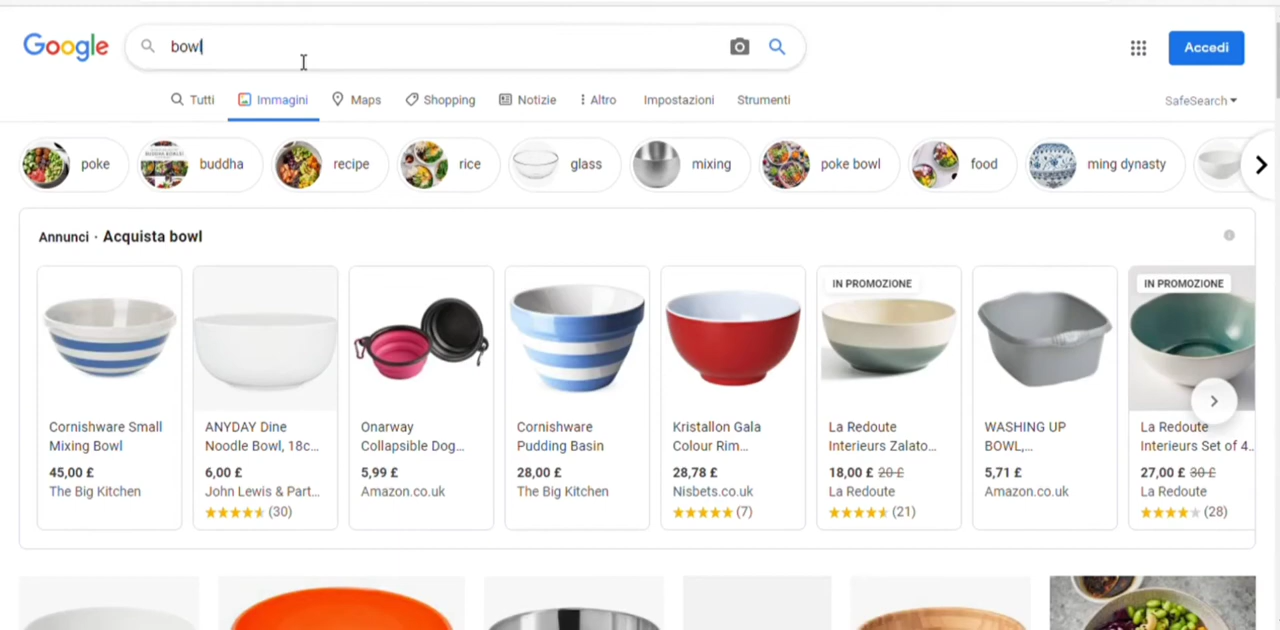 Google
bowl
Accedi
Tutti Immagini Maps Shopping Notizie Altro Impostazioni Strumenti SafeSearch
poke buddha recipe rice glass mixing poke bowl food ming dynasty
Annunci · Acquista bowl
IN PROMOZIONE IN PROMOZIONE
Cornishware Small
Mixing Bowl
45,00 £
The Big Kitchen
ANYDAY Dine
Noodle Bowl, 18c...
6,00 £
John Lewis & Part...
(30)
Onarway
Collapsible Dog...
5,99 £
Amazon.co.uk
Cornishware
Pudding Basin
28,00 £
The Big Kitchen
Kristallon Gala
Colour Rim...
28,78 £
Nisbets.co.uk
(7)
La Redoute
Interieurs Zalato...
18,00 £ 20 £
La Redoute
(21)
WASHING UP
BOWL,...
5,71 £
Amazon.co.uk
La Redoute
Interieurs Set of 4...
27,00 £ 30 £
La Redoute
(28)